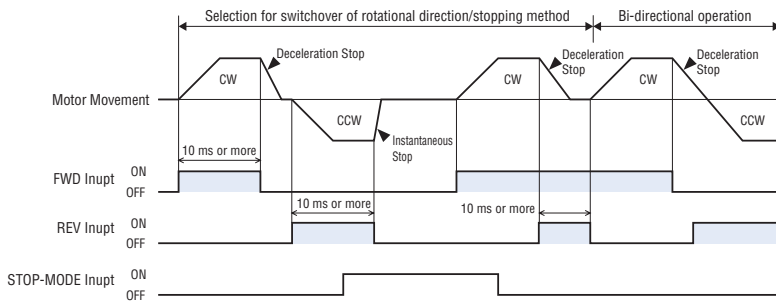 Selection for switchover of rotational direction/stopping method
Bi-directional operation
Deceleration Stop
Deceleration
Stop
Deceleration
Stop
CW
CW
CW
Motor Movement
CCW
CCW
Instantaneous
Stop
10 ms or more
FWD Inupt
ON
OFF
10 ms or more
10 ms or more
REV Inupt
ON
OFF
STOP-MODE Inupt
ON
OFF